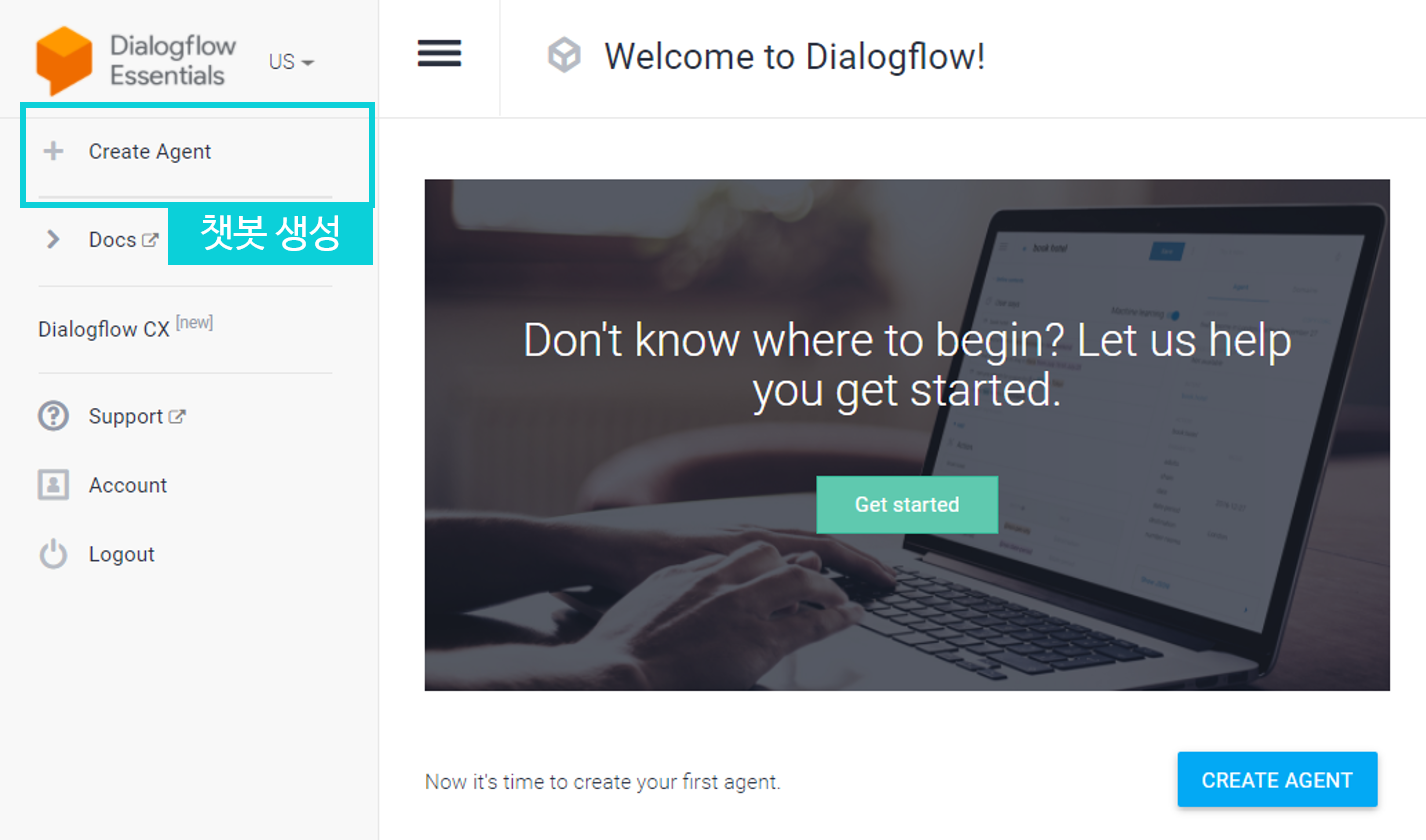 Dialogflow
Essentials
US
Create Agent
챗봇 생성
Docs
Dialogflow CX [new]
Support
Account
Logout
Welcome to Dialogflow!
Don't know where to begin? Let us help
you get started.
Get started
Now it's time to create your first agent.
CREATE AGENT